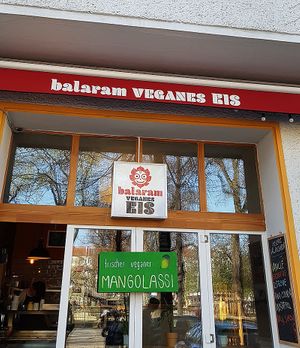 balaram VEGANES EIS
balaram
VEGANES
EIS
frischer veganer
MANGOLASSI